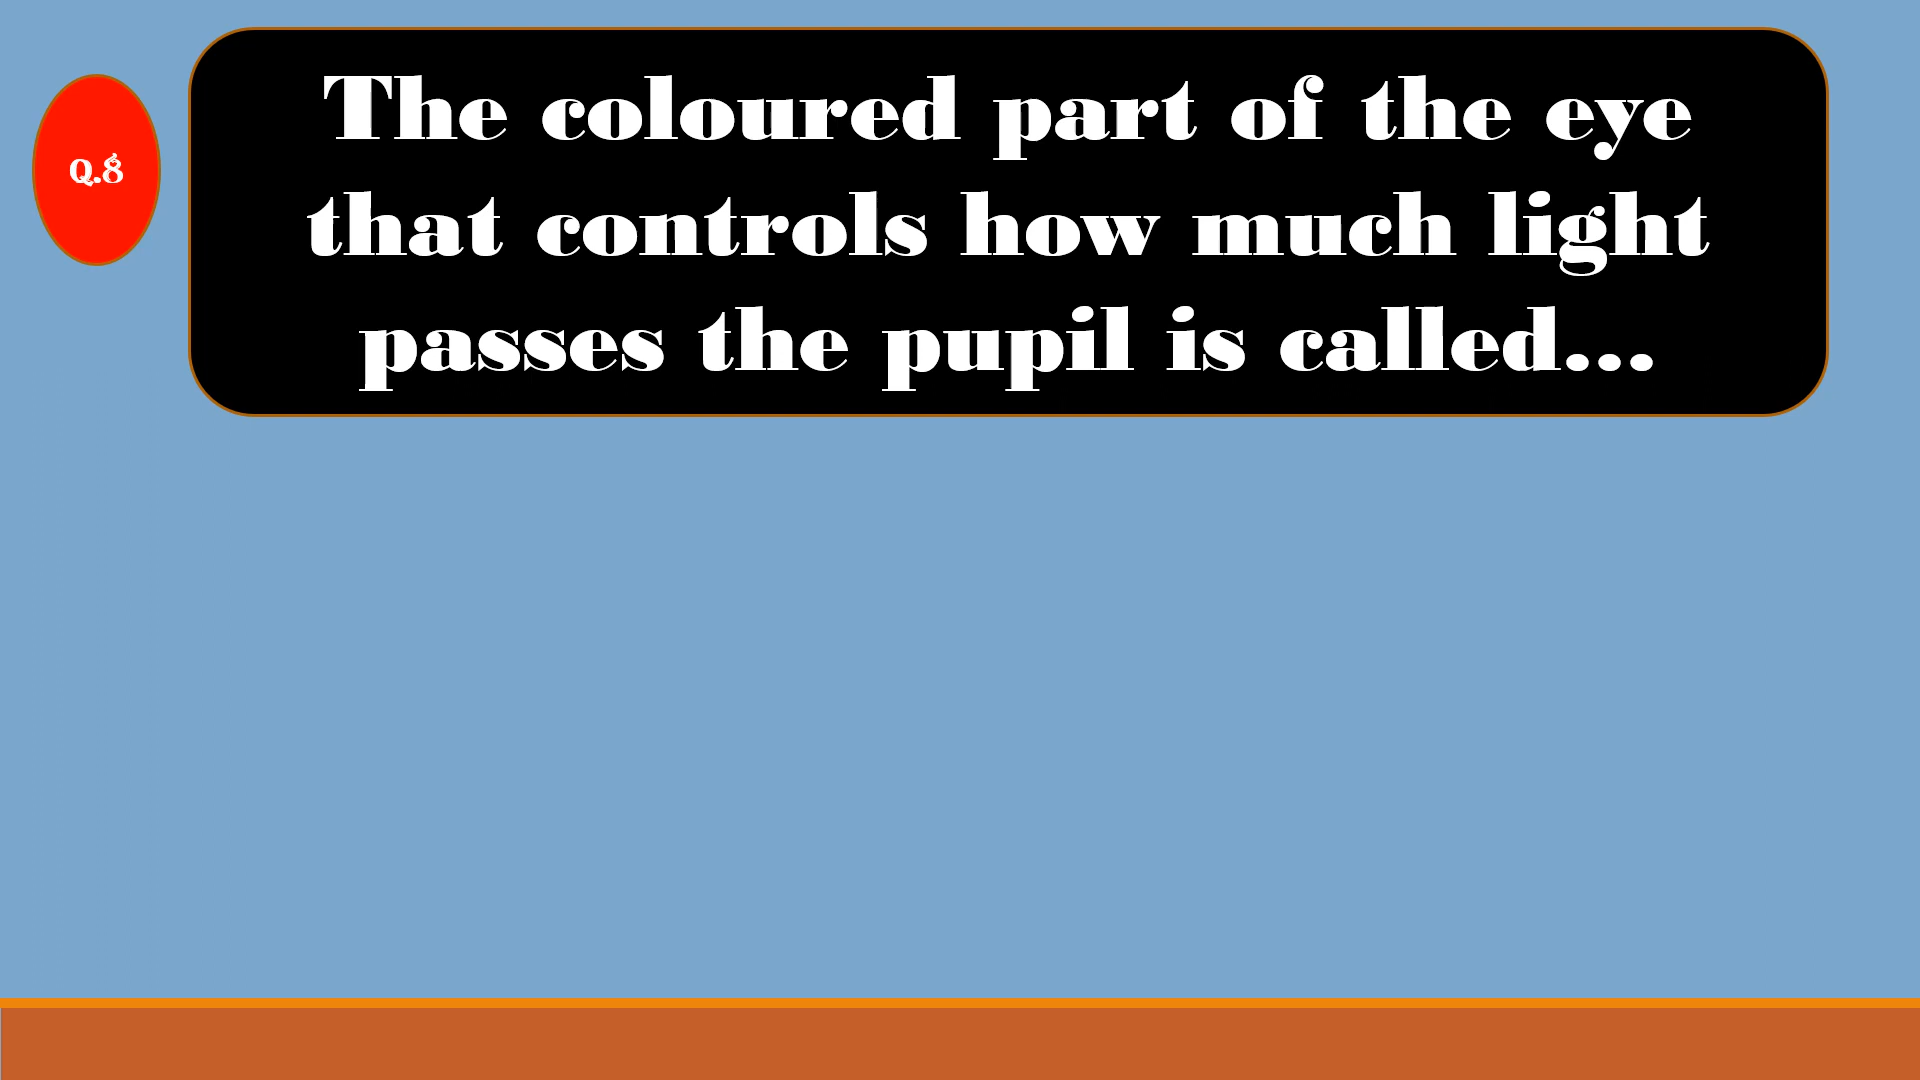 Q.8
The coloured part of the eye
that controls how much light
passes the pupil is called...